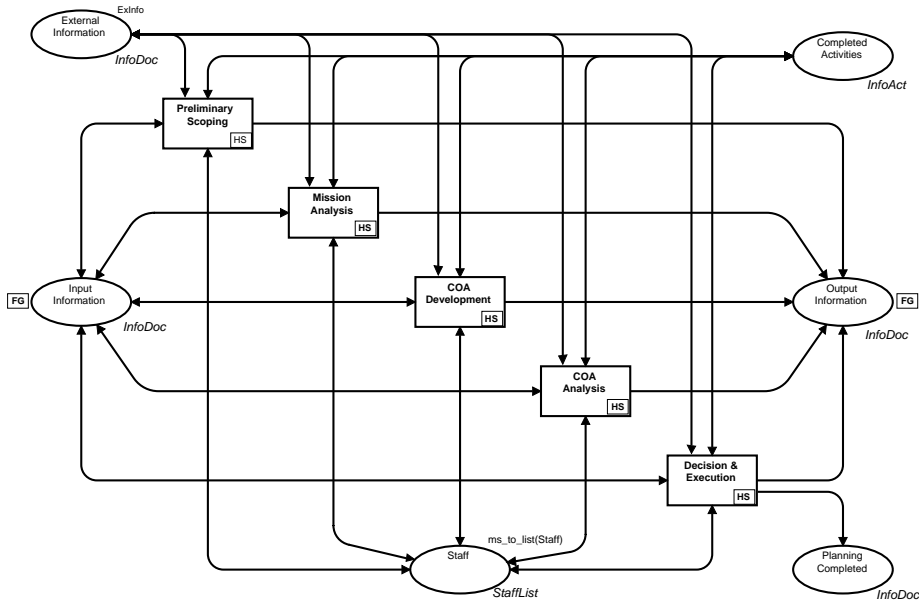 ExInfo
External
Information
InfoDoc
Completed
Activities
InfoAct
Preliminary
Scoping
HS
Mission
Analysis
HS
FG
Input
Information
InfoDoc
COA
Development
HS
Output
Information
FG
InfoDoc
COA
Analysis
HS
Decision &
Execution
HS
ms_to_list(Staff)
Staff
StaffList
Planning
Completed
InfoDoc